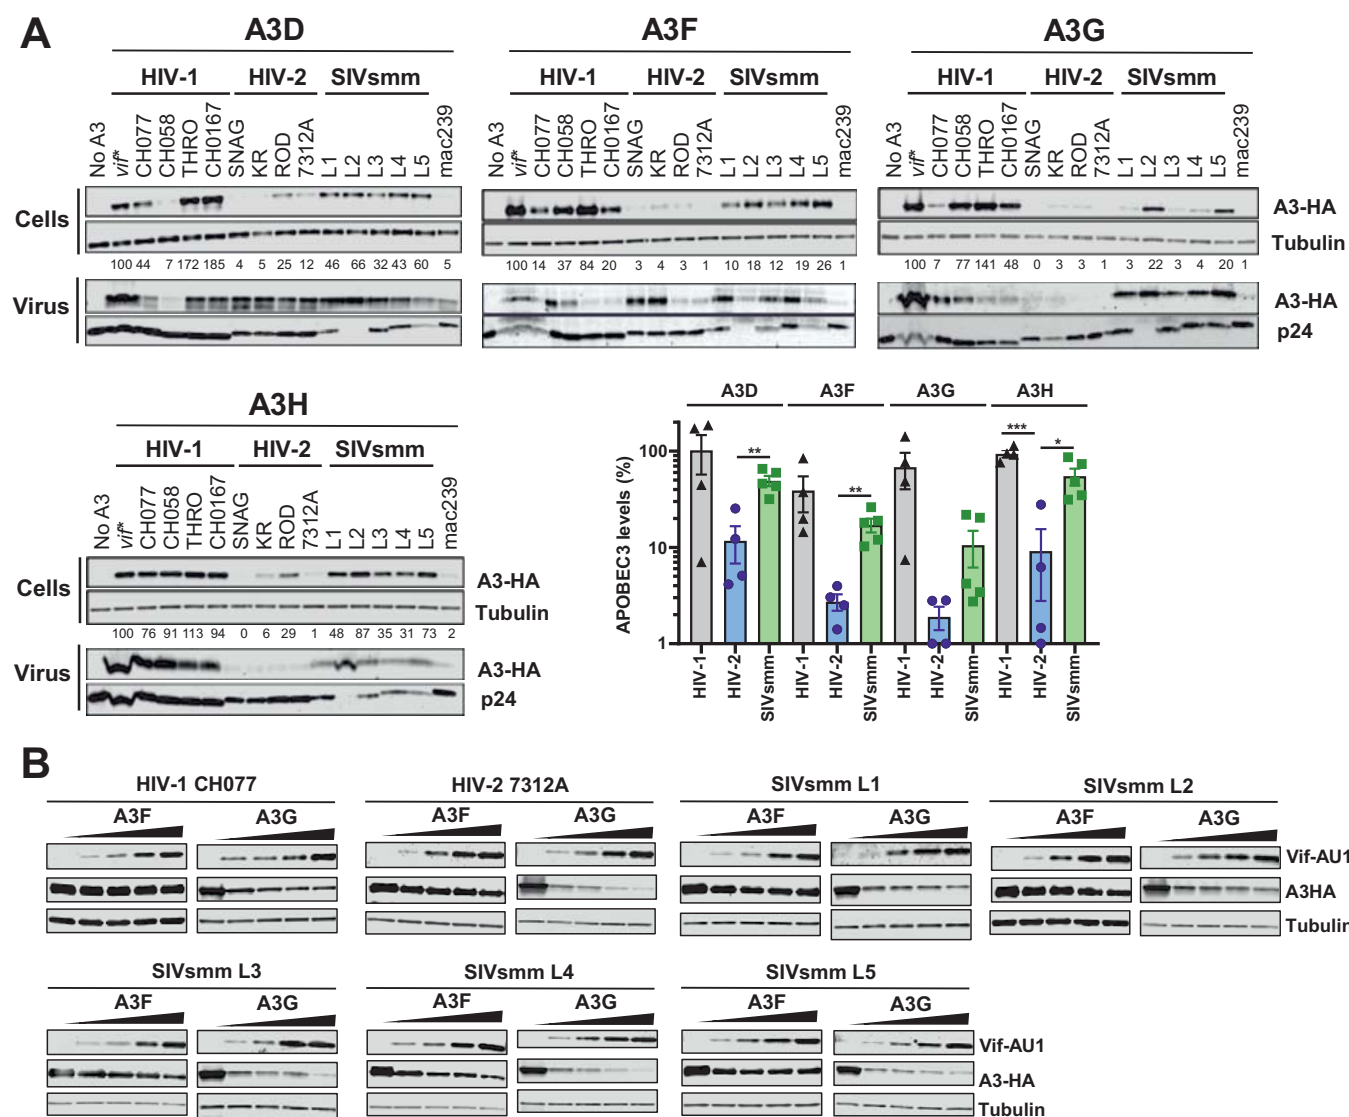 A
A3D
HIV-1 HIV-2 SIVsmm
No A3 vif* CH077 CH058 THRO CH0167 SNAG KR ROD 7312A L1 L2 L3 L4 L5 mac239
Cells
100 44 7 172 185 4 5 25 12 46 66 32 43 60 5
Virus
A3F
HIV-1 HIV-2 SIVsmm
No A3 vif* CH077 CH058 THRO CH0167 SNAG KR ROD 7312A L1 L2 L3 L4 L5 mac239
100 14 37 84 20 3 4 3 1 10 18 12 19 26 1
A3G
HIV-1 HIV-2 SIVsmm
No A3 vif* CH077 CH058 THRO CH0167 SNAG KR ROD 7312A L1 L2 L3 L4 L5 mac239
A3-HA
Tubulin
100 7 77 141 48 0 3 3 1 3 22 3 4 20 1
A3-HA
p24
A3H
HIV-1 HIV-2 SIVsmm
No A3 vif* CH077 CH058 THRO CH0167 SNAG KR ROD 7312A L1 L2 L3 L4 L5 mac239
Cells
A3-HA
Tubulin
100 76 91 113 94 0 6 29 1 48 87 35 31 73 2
Virus
A3-HA
p24
A3D A3F A3G A3H
APOBEC3 levels (%)
100
10
1
** ** *** *
HIV-1 HIV-2 SIVsmm HIV-1 HIV-2 SIVsmm HIV-1 HIV-2 SIVsmm HIV-1 HIV-2 SIVsmm
B
HIV-1 CH077 HIV-2 7312A SIVsmm L1 SIVsmm L2
A3F A3G A3F A3G A3F A3G A3F A3G
Vif-AU1
A3HA
Tubulin
SIVsmm L3 SIVsmm L4 SIVsmm L5
A3F A3G A3F A3G A3F A3G
Vif-AU1
A3-HA
Tubulin